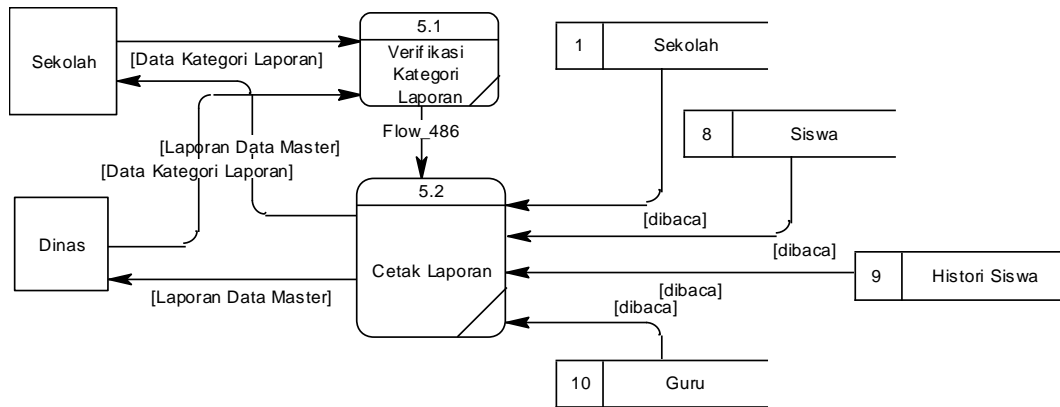 5.1
1
Sekolah
Sekolah
[Data Kategori Laporan]
Verifikasi
Kategori
Laporan
Flow_486
8
Siswa
[Laporan Data Master]
[Data Kategori Laporan]
5.2
[dibaca]
Dinas
[dibaca]
Cetak Laporan
9
Histori Siswa
[Laporan Data Master]
[dibaca]
[dibaca]
10
Guru